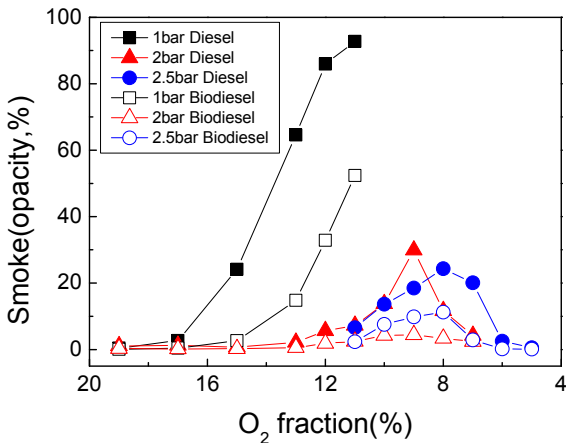 100
80
60
40
20
0
Smoke(opacity,%)
1bar Diesel
2bar Diesel
2.5bar Diesel
1bar Biodiesel
2bar Biodiesel
2.5bar Biodiesel
20 16 12 8 4
O₂ fraction(%)